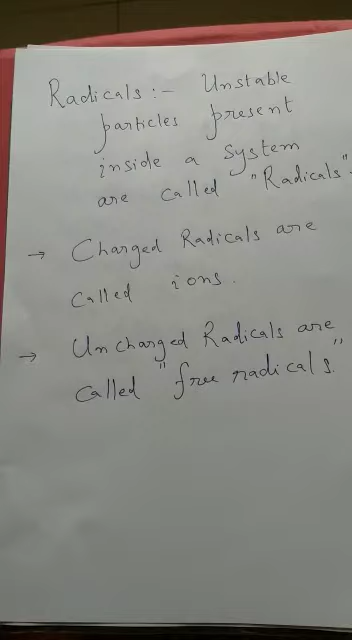 Radicals :- Unstable
particles present
inside a system
are called "Radicals".
→ Charged Radicals are
called ions.
→ Uncharged Radicals are
called "free radicals."